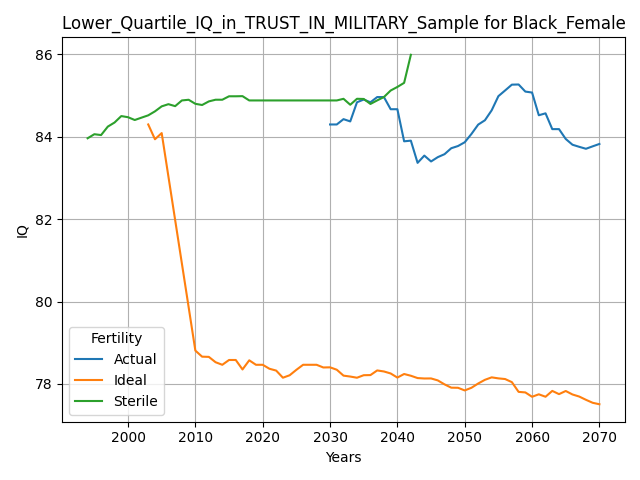 Lower_Quartile_IQ_in_TRUST_IN_MILITARY_Sample for Black_Female
86
84
82
80
78
IQ
Fertility
Actual
Ideal
Sterile
2000 2010 2020 2030 2040 2050 2060 2070
Years